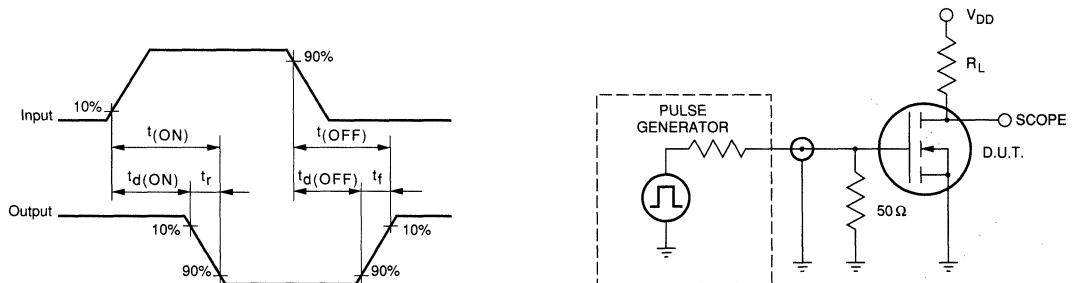 Input
10%
90%
t(ON)
t(OFF)
td(ON)
tr
td(OFF)
tf
Output
10%
90%
90%
10%
PULSE
GENERATOR
VDD
RL
SCOPE
D.U.T.
50Ω